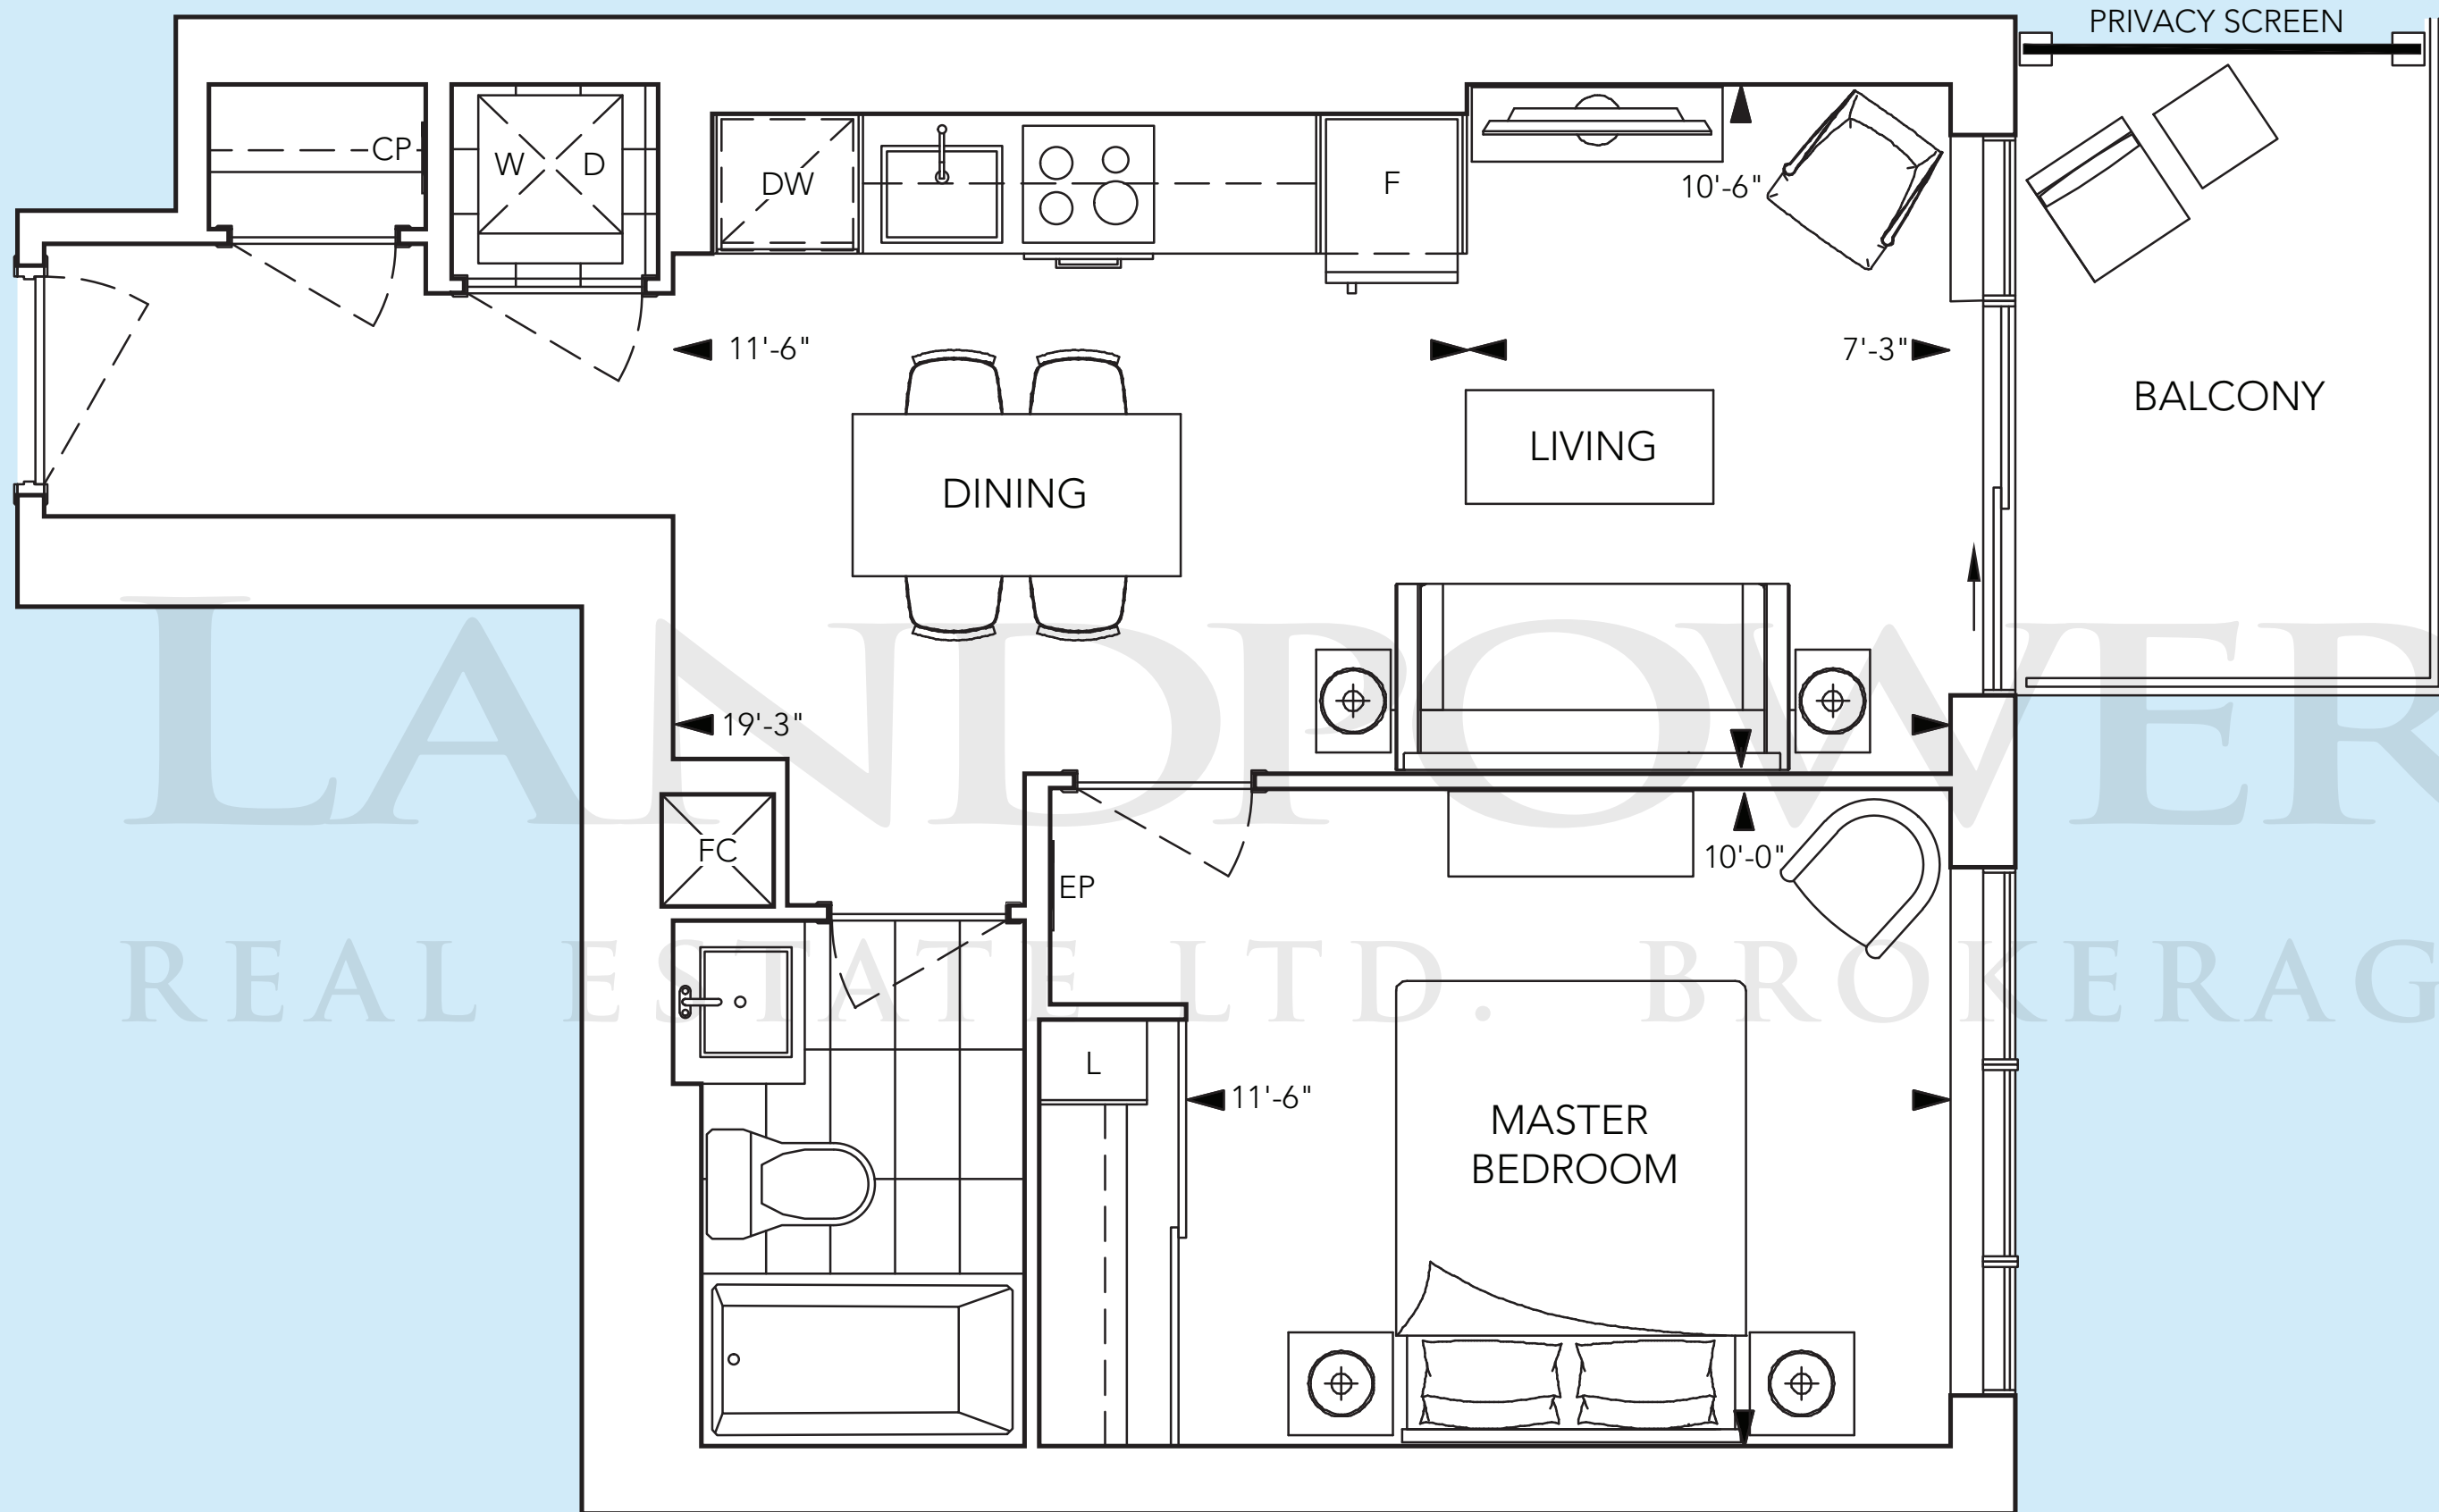 PRIVACY SCREEN
CP
W D
DW
F
10'-6"
11'-6"
7'-3"
BALCONY
LIVING
DINING
LANDPOWER
19'-3"
FC
10'-0"
EP
REAL ESTATE LTD. BROKERAG
L
11'-6"
MASTER
BEDROOM